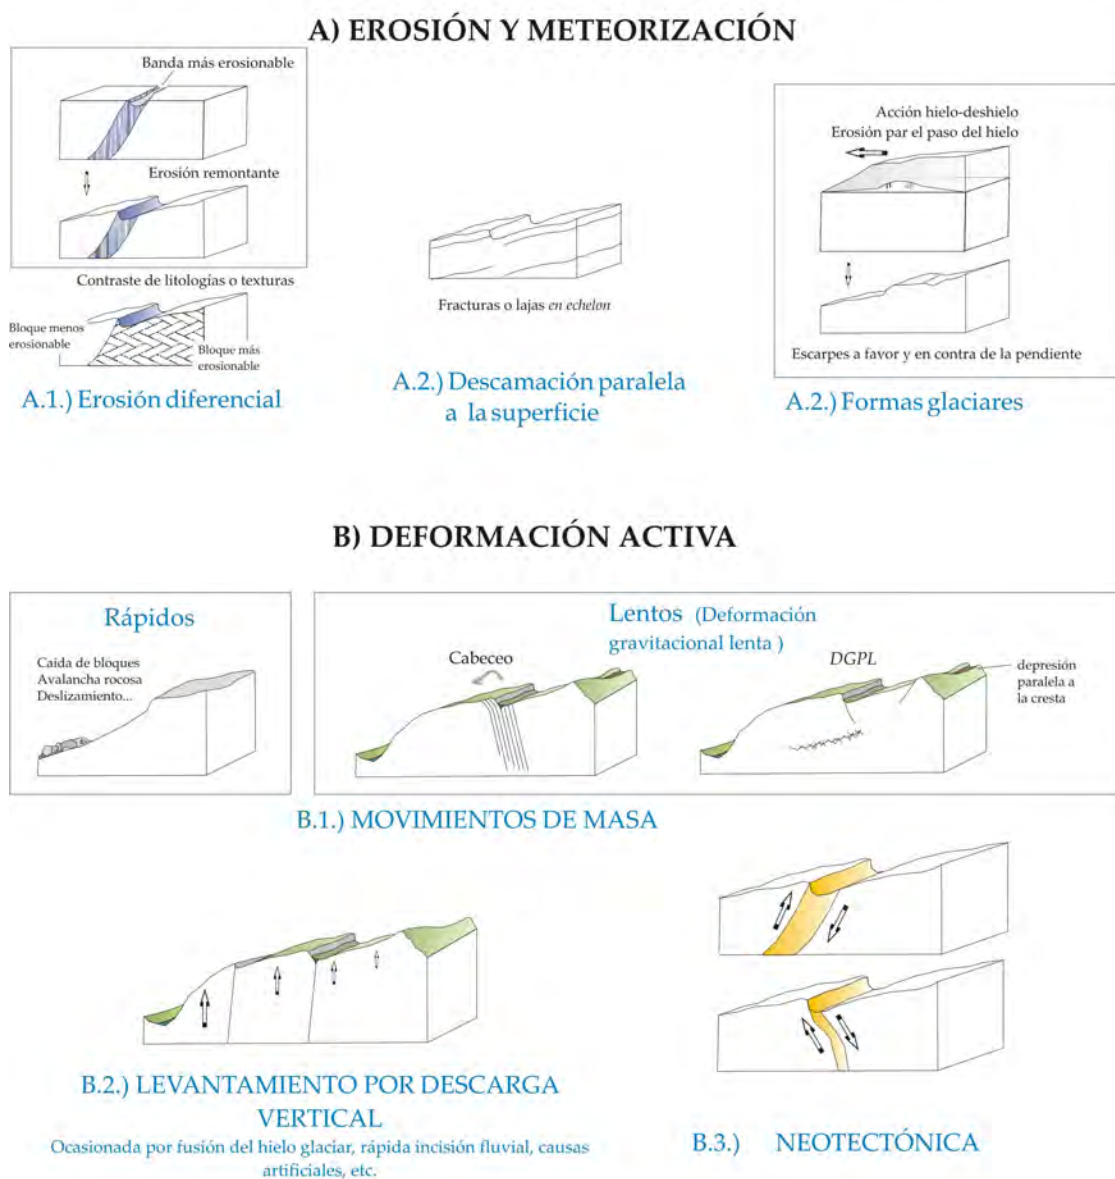 A) EROSIÓN Y METEORIZACIÓN
Banda más erosionable
Erosión remontante
Contraste de litologías o texturas
Bloque menos
erosionable
Bloque más
erosionable
A.1.) Erosión diferencial
Fracturas o lajas en echelon
A.2.) Descamación paralela
a la superficie
Acción hielo-deshielo
Erosión par el paso del hielo
Escarpes a favor y en contra de la pendiente
A.2.) Formas glaciares
B) DEFORMACIÓN ACTIVA
Rápidos
Caida de bloques
Avalancha rocosa
Deslizamiento...
Lentos (Deformación
gravitacional lenta )
Cabeceo
DGPL
depresión
paralela a
la cresta
B.1.) MOVIMIENTOS DE MASA
B.2.) LEVANTAMIENTO POR DESCARGA
VERTICAL
Ocasionada por fusión del hielo glaciar, rápida incisión fluvial, causas
artificiales, etc.
B.3.) NEOTECTÓNICA